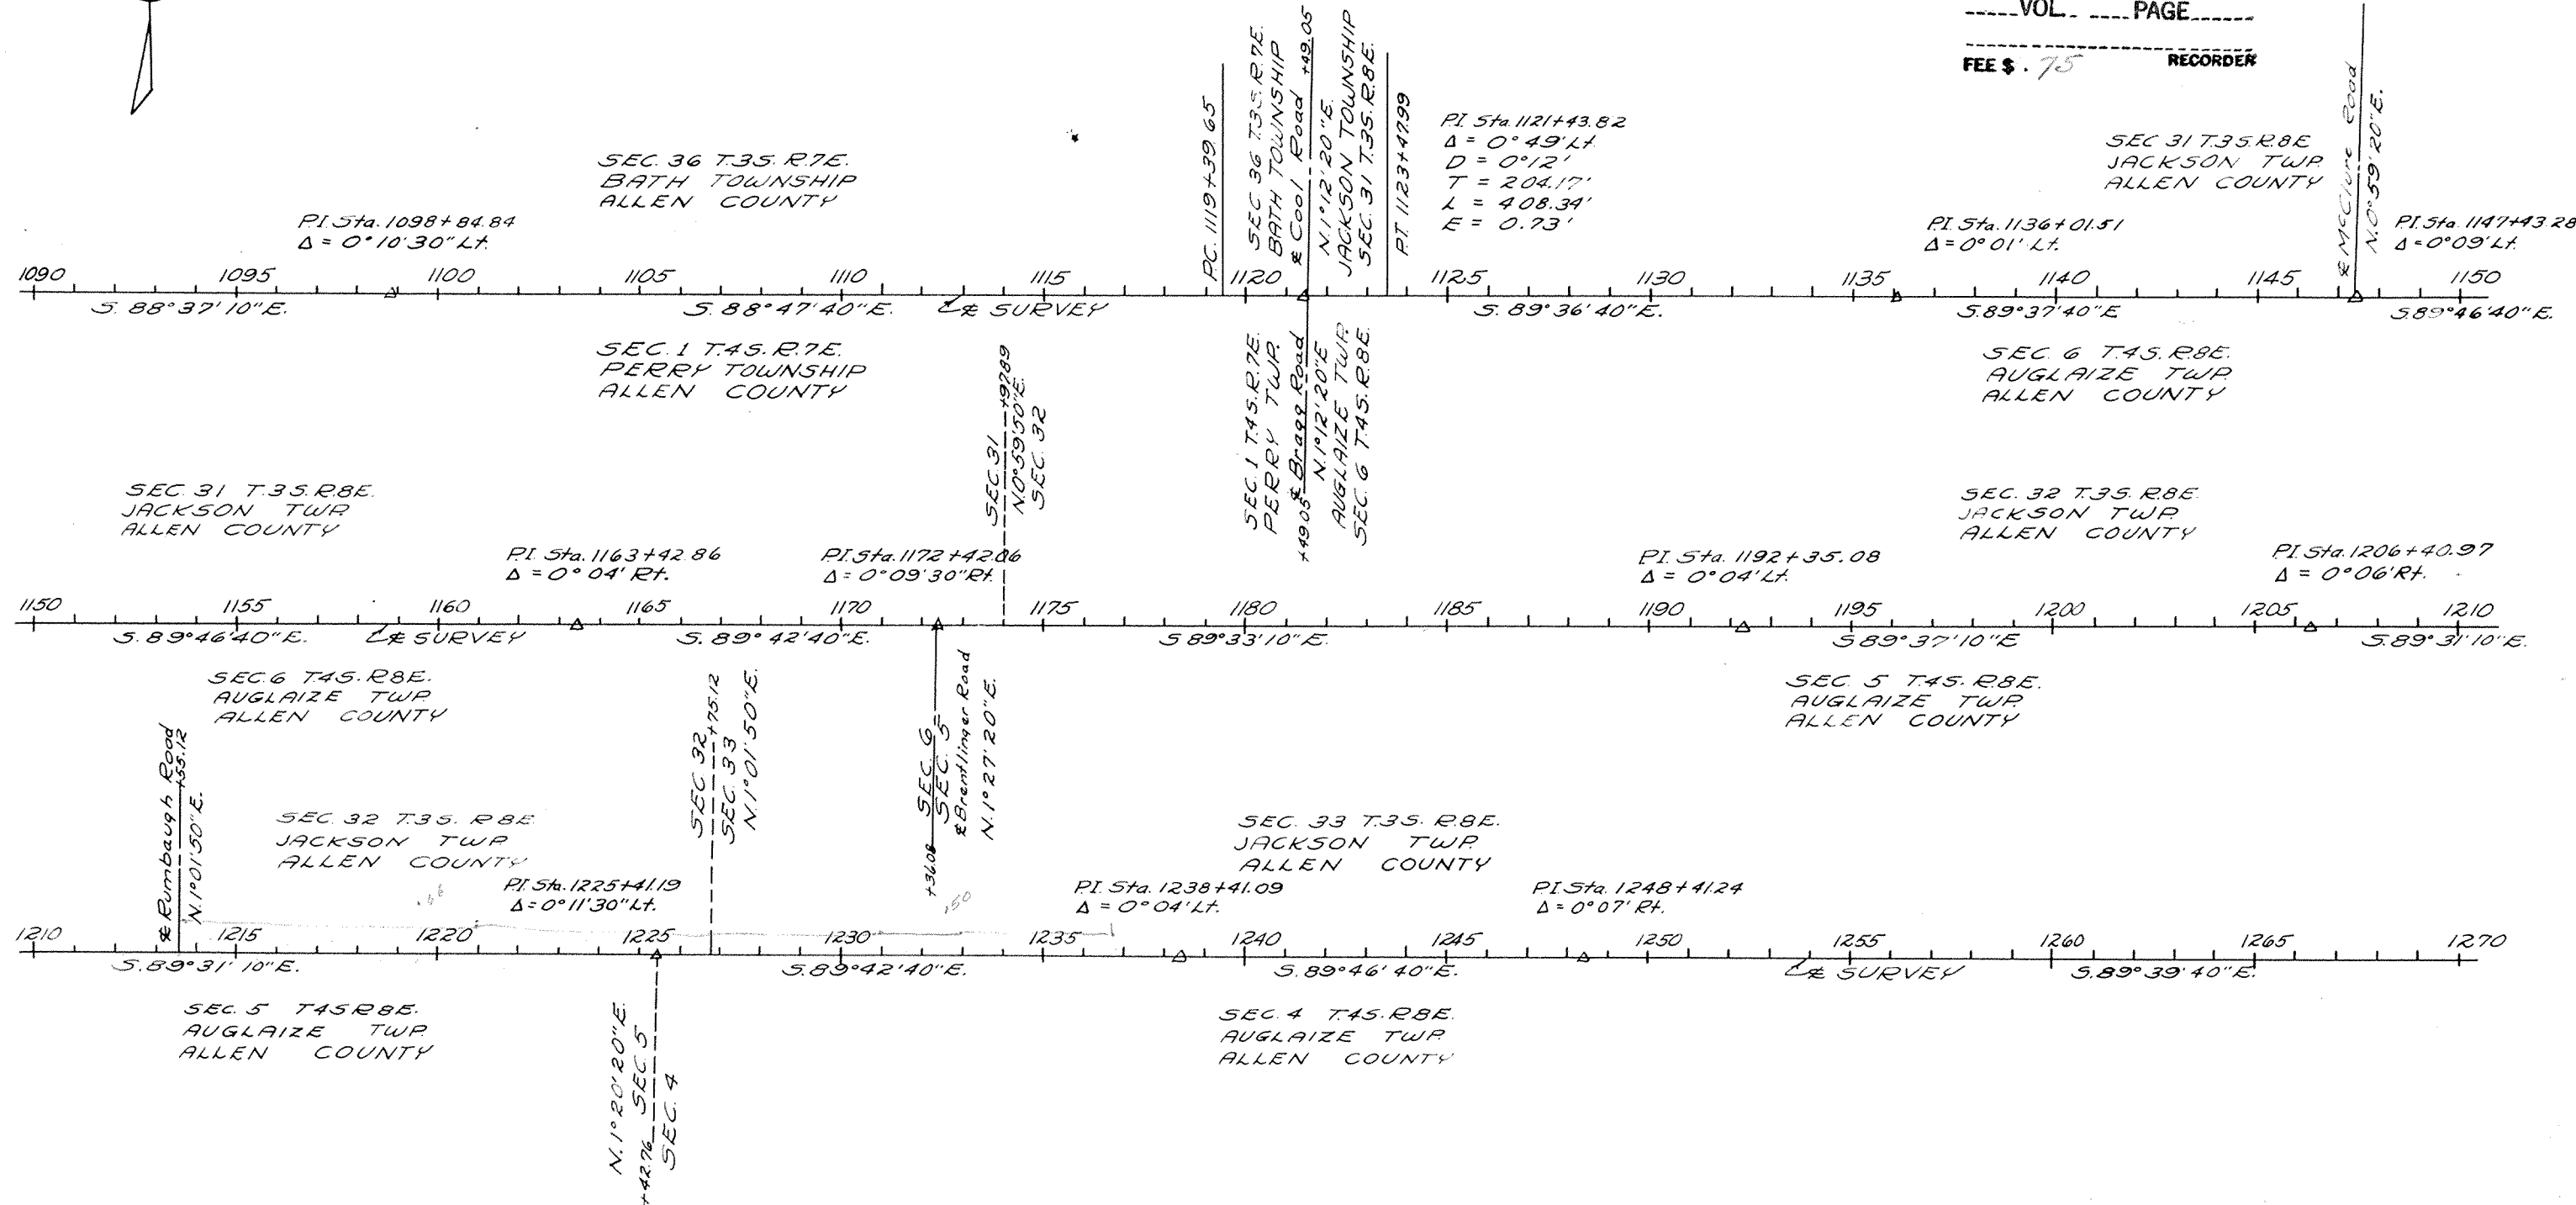 VOL. PAGE
FEE $ .75 RECORDER
SEC. 36 T.3S. R.7E.
BATH TOWNSHIP
ALLEN COUNTY
P.I. Sta. 1098+84.84
Δ = 0°10'30" Lt.
P.C. 1119+39.65
SEC 36 T.3S. R.7E.
BATH TOWNSHIP
℄ Cool Road +49.05
N.1°12'20"E.
JACKSON TOWNSHIP
SEC. 31 T.3S. R.8E.
P.T. 1123+47.99
P.I. Sta. 1121+43.82
Δ = 0°49' Lt.
D = 0°12'
T = 204.17'
L = 408.34'
E = 0.73'
SEC 31 T.3S. R.8E
JACKSON TWP.
ALLEN COUNTY
P.I. Sta. 1136+01.51
Δ = 0°01' Lt.
℄ McClure Road
N.0°59'20"E.
P.I. Sta. 1147+43.28
Δ = 0°09' Lt.
1090 1095 1100 1105 1110 1115 1120 1125 1130 1135 1140 1145 1150
S. 88°37'10"E. S. 88°47'40"E. ℄ SURVEY S. 89°36'40"E. S.89°37'40"E S.89°46'40"E.
SEC. 1 T.4S. R.7E.
PERRY TOWNSHIP
ALLEN COUNTY
SEC. 31
+97.89
N.0°59'50"E.
SEC. 32
SEC. 1 T.4S. R.7E.
PERRY TWP.
+49.05 ℄ Bragg Road
N.1°12'20"E
AUGLAIZE TWP.
SEC. 6 T.4S. R.8E.
SEC. 6 T.4S. R.8E.
AUGLAIZE TWP.
ALLEN COUNTY
SEC. 31 T.3S. R.8E.
JACKSON TWP.
ALLEN COUNTY
SEC. 32 T.3S. R.8E.
JACKSON TWP.
ALLEN COUNTY
P.I. Sta. 1163+42.86
Δ = 0°04' Rt.
P.I. Sta. 1172+42.06
Δ = 0°09'30" Rt.
P.I. Sta. 1192+35.08
Δ = 0°04' Lt.
P.I. Sta. 1206+40.97
Δ = 0°06' Rt.
1150 1155 1160 1165 1170 1175 1180 1185 1190 1195 1200 1205 1210
S.89°46'40"E. ℄ SURVEY S.89°42'40"E. S 89°33'10"E. S 89°37'10"E S.89°31'10"E.
SEC. 6 T.4S. R.8E.
AUGLAIZE TWP.
ALLEN COUNTY
SEC. 5 T.4S. R.8E.
AUGLAIZE TWP.
ALLEN COUNTY
℄ Rumbaugh Road
+55.12
N.1°01'50"E.
SEC 32
+75.12
SEC 33
N.1°01'50"E.
+36.08 SEC. 6
SEC. 5
℄ Brentlinger Road
N.1°27'20"E.
SEC. 32 T.3S. R 8E
JACKSON TWP.
ALLEN COUNTY
SEC. 33 T.3S. R.8E.
JACKSON TWP.
ALLEN COUNTY
P.I. Sta. 1225+41.19
Δ = 0°11'30" Lt.
.50
P.I. Sta. 1238+41.09
Δ = 0°04' Lt.
P.I. Sta. 1248+41.24
Δ = 0°07' Rt.
1210 1215 1220 1225 1230 1235 1240 1245 1250 1255 1260 1265 1270
S.89°31'10"E. S.89°42'40"E. S.89°46'40"E. ℄ SURVEY S.89°39'40"E.
SEC. 5 T4S R8E.
AUGLAIZE TWP.
ALLEN COUNTY
SEC. 4 T.4S. R.8E.
AUGLAIZE TWP.
ALLEN COUNTY
N.1°20'20"E.
+42.76 SEC. 5
SEC. 4